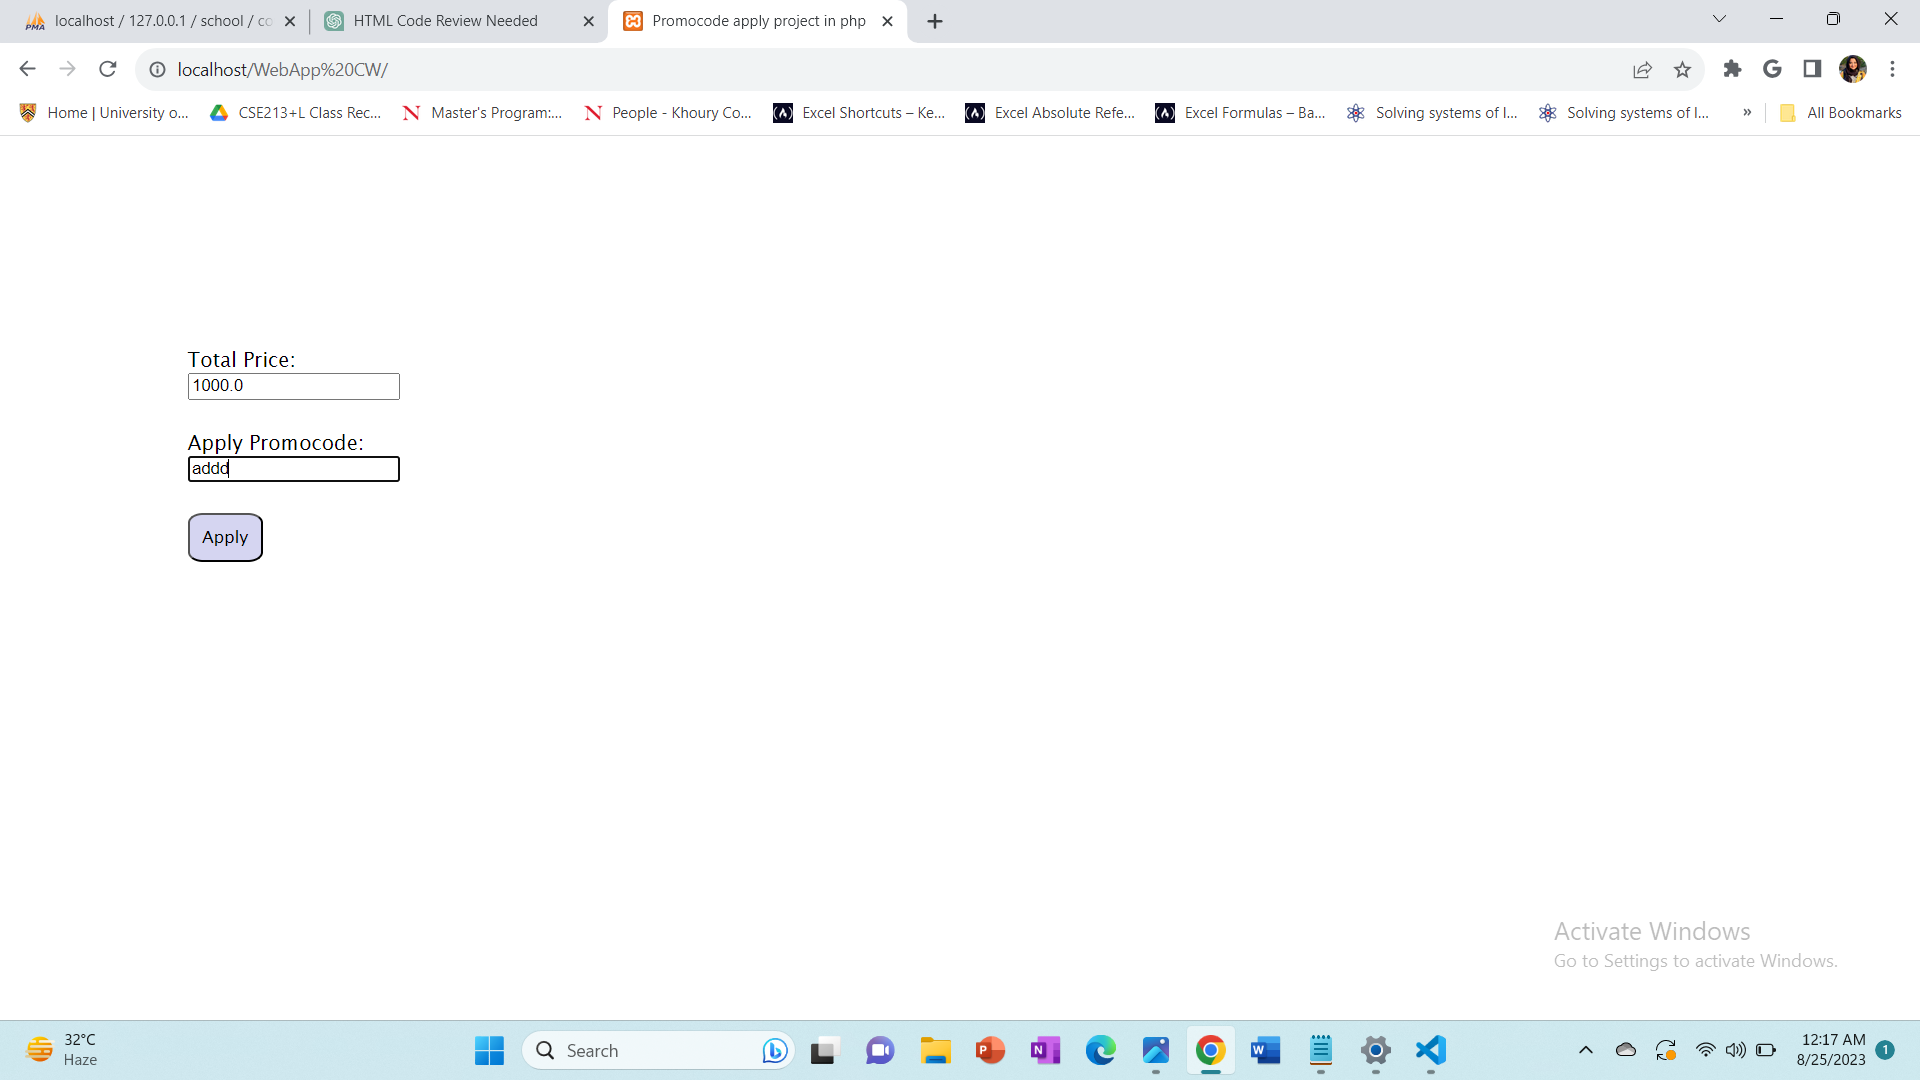 localhost / 127.0.0.1 / school / co
HTML Code Review Needed
Promocode apply project in php
localhost/WebApp%20CW/
Home | University o...
CSE213+L Class Rec...
Master's Program:...
People - Khoury Co...
Excel Shortcuts – Ke...
Excel Absolute Refe...
Excel Formulas – Ba...
Solving systems of l...
Solving systems of l...
»
All Bookmarks
Total Price:
1000.0
Apply Promocode:
addd
Apply
Activate Windows
Go to Settings to activate Windows.
32°C
Haze
Search
12:17 AM
8/25/2023
1